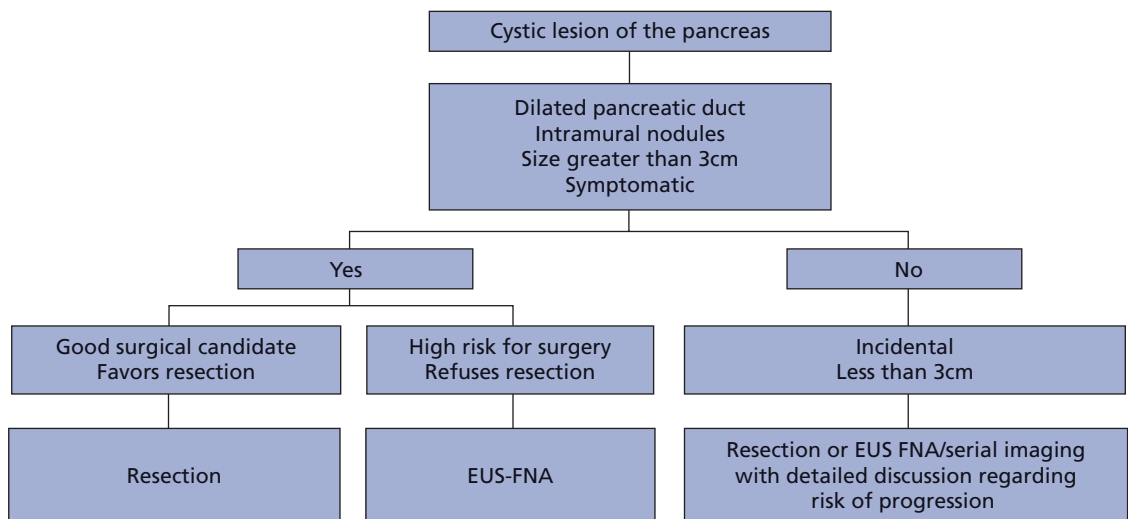 Cystic lesion of the pancreas
Dilated pancreatic duct
Intramural nodules
Size greater than 3cm
Symptomatic
Yes
No
Good surgical candidate
Favors resection
High risk for surgery
Refuses resection
Incidental
Less than 3cm
Resection
EUS-FNA
Resection or EUS FNA/serial imaging
with detailed discussion regarding
risk of progression